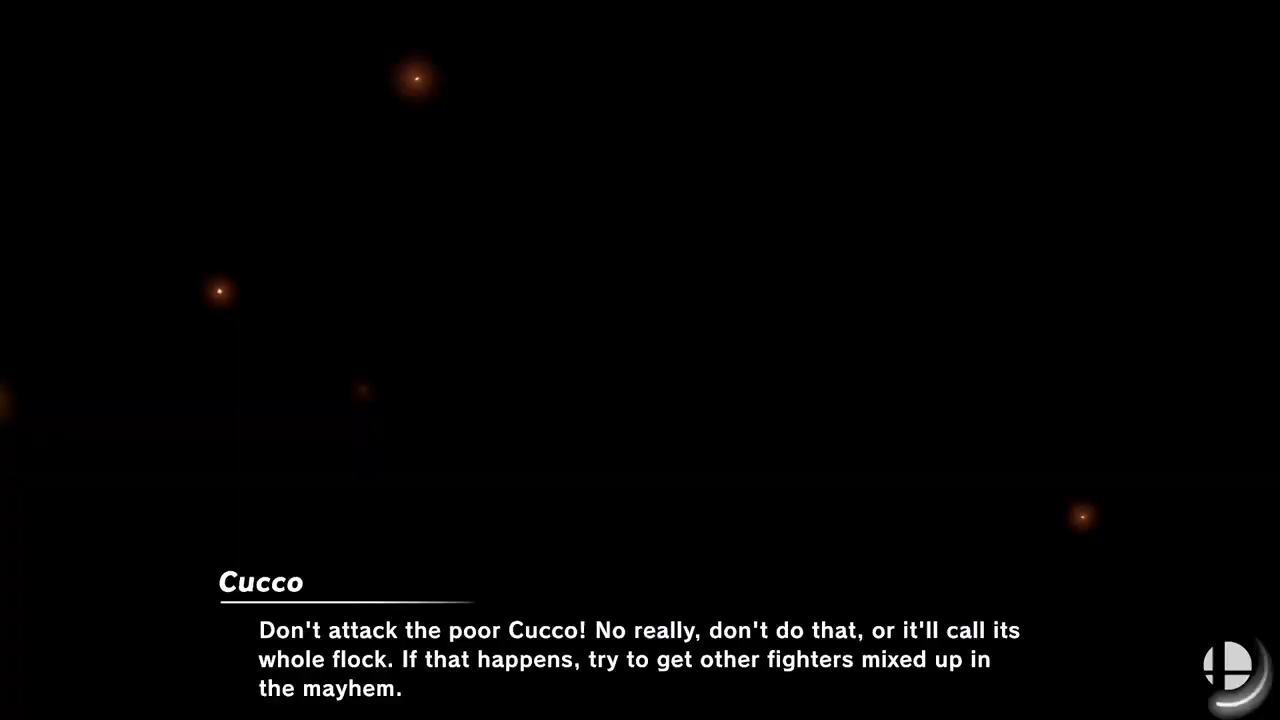 Cucco
Don't attack the poor Cucco! No really, don't do that, or it'll call its
whole flock. If that happens, try to get other fighters mixed up in
the mayhem.